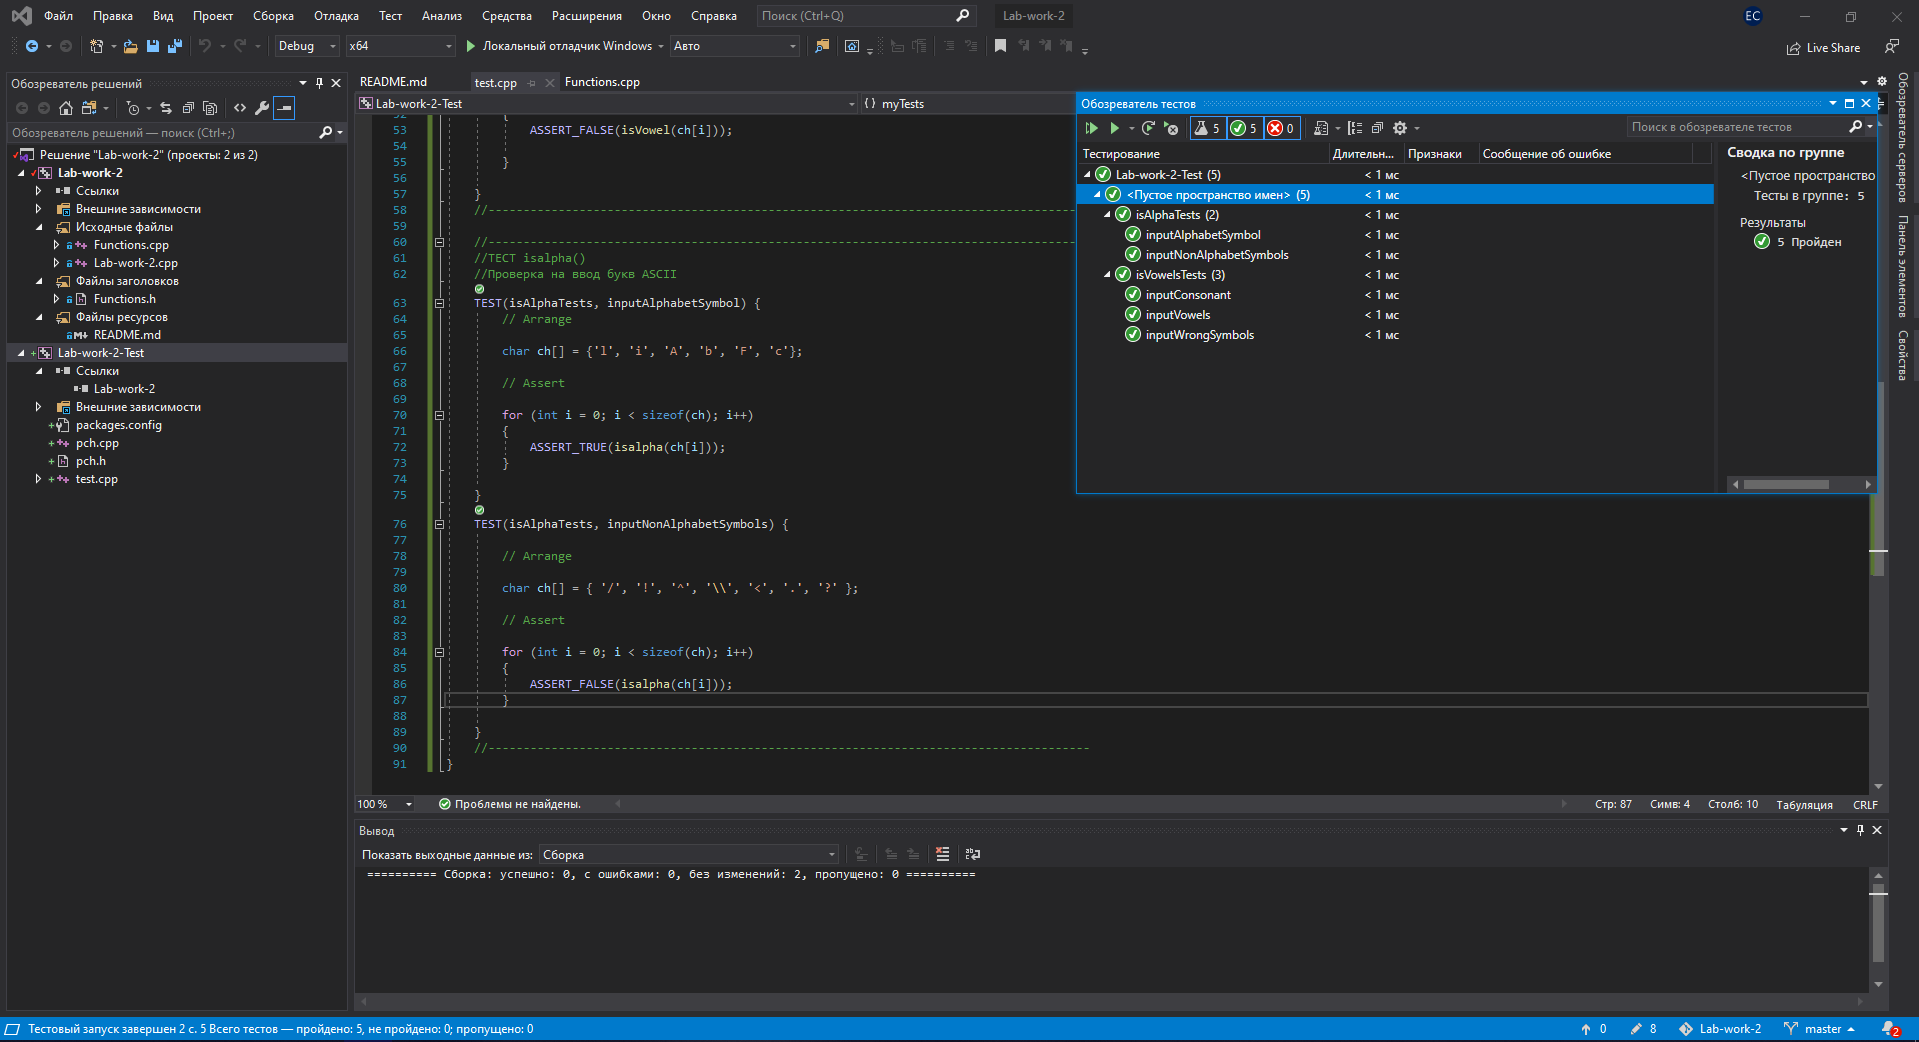 Файл Правка Вид Проект Сборка Отладка Тест Анализ Средства Расширения Окно Справка Поиск (Ctrl+Q) Lab-work-2 EC
Debug x64 Локальный отладчик Windows Авто Live Share
Обозреватель решений
Обозреватель решений — поиск (Ctrl+;)
Решение "Lab-work-2" (проекты: 2 из 2)
Lab-work-2
Ссылки
Внешние зависимости
Исходные файлы
Functions.cpp
Lab-work-2.cpp
Файлы заголовков
Functions.h
Файлы ресурсов
README.md
Lab-work-2-Test
Ссылки
Lab-work-2
Внешние зависимости
packages.config
pch.cpp
pch.h
test.cpp
README.md test.cpp Functions.cpp
Lab-work-2-Test { } myTests
52 {
53 ASSERT_FALSE(isVowel(ch[i]));
54
55 }
56
57 }
58 //--------------------------------------------------------------------------------------
59
60 //--------------------------------------------------------------------------------------
61 //ТЕСТ isalpha()
62 //Проверка на ввод букв ASCII
63 TEST(isAlphaTests, inputAlphabetSymbol) {
64 // Arrange
65
66 char ch[] = {'l', 'i', 'A', 'b', 'F', 'c'};
67
68 // Assert
69
70 for (int i = 0; i < sizeof(ch); i++)
71 {
72 ASSERT_TRUE(isalpha(ch[i]));
73 }
74
75 }
76 TEST(isAlphaTests, inputNonAlphabetSymbols) {
77
78 // Arrange
79
80 char ch[] = { '/', '!', '^', '\\', '<', '.', '?' };
81
82 // Assert
83
84 for (int i = 0; i < sizeof(ch); i++)
85 {
86 ASSERT_FALSE(isalpha(ch[i]));
87 }
88
89 }
90 //--------------------------------------------------------------------------------------
91 }
100 % Проблемы не найдены. Стр: 87 Симв: 4 Столб: 10 Табуляция CRLF
Обозреватель тестов
5 5 0 Поиск в обозревателе тестов
Тестирование Длительн... Признаки Сообщение об ошибке
Lab-work-2-Test (5) < 1 мс
<Пустое пространство имен> (5) < 1 мс
isAlphaTests (2) < 1 мс
inputAlphabetSymbol < 1 мс
inputNonAlphabetSymbols < 1 мс
isVowelsTests (3) < 1 мс
inputConsonant < 1 мс
inputVowels < 1 мс
inputWrongSymbols < 1 мс
Сводка по группе
<Пустое пространство
Тесты в группе: 5
Результаты
5 Пройден
Обозреватель серверов
Панель элементов
Свойства
Вывод
Показать выходные данные из: Сборка
========== Сборка: успешно: 0, с ошибками: 0, без изменений: 2, пропущено: 0 ==========
Тестовый запуск завершен 2 с. 5 Всего тестов — пройдено: 5, не пройдено: 0; пропущено: 0 0 8 Lab-work-2 master 2